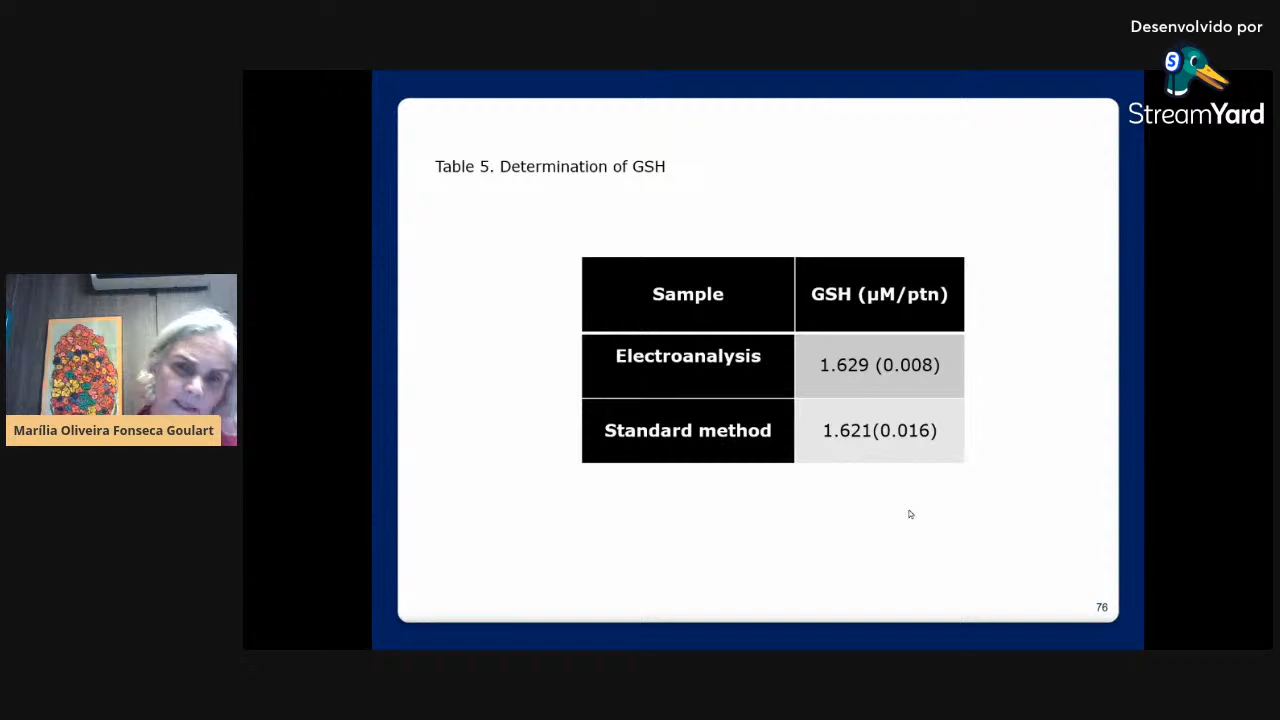 Desenvolvido por
S
StreamYard
Table 5. Determination of GSH
Sample GSH (µM/ptn)
Electroanalysis 1.629 (0.008)
Standard method 1.621(0.016)
Marília Oliveira Fonseca Goulart
76